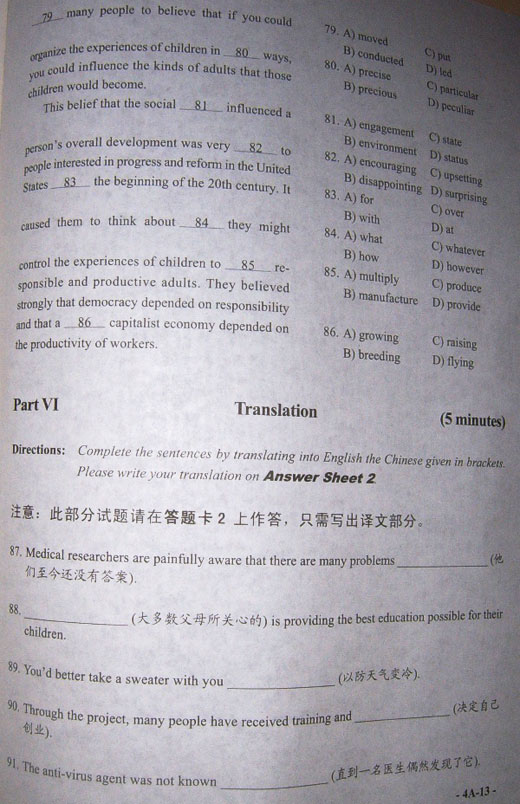 79 many people to believe that if you could
organize the experiences of children in 80 ways,
you could influence the kinds of adults that those
children would become.
This belief that the social 81 influenced a
person's overall development was very 82 to
people interested in progress and reform in the United
States 83 the beginning of the 20th century. It
caused them to think about 84 they might
control the experiences of children to 85 re-
sponsible and productive adults. They believed
strongly that democracy depended on responsibility
and that a 86 capitalist economy depended on
the productivity of workers.
79. A) moved C) put
B) conducted D) led
80. A) precise C) particular
B) precious D) peculiar
81. A) engagement C) state
B) environment D) status
82. A) encouraging C) upsetting
B) disappointing D) surprising
83. A) for C) over
B) with D) at
84. A) what C) whatever
B) how D) however
85. A) multiply C) produce
B) manufacture D) provide
86. A) growing C) raising
B) breeding D) flying
Part VI Translation (5 minutes)
Directions: Complete the sentences by translating into English the Chinese given in brackets.
Please write your translation on Answer Sheet 2
注意：此部分试题请在答题卡 2 上作答，只需写出译文部分。
87. Medical researchers are painfully aware that there are many problems ____________ (他
们至今还没有答案).
88. ____________ (大多数父母所关心的) is providing the best education possible for their
children.
89. You'd better take a sweater with you ____________ (以防天气变冷).
90. Through the project, many people have received training and ____________ (决定自己
创业).
91. The anti-virus agent was not known ____________ (直到一名医生偶然发现了它).
- 4A-13 -